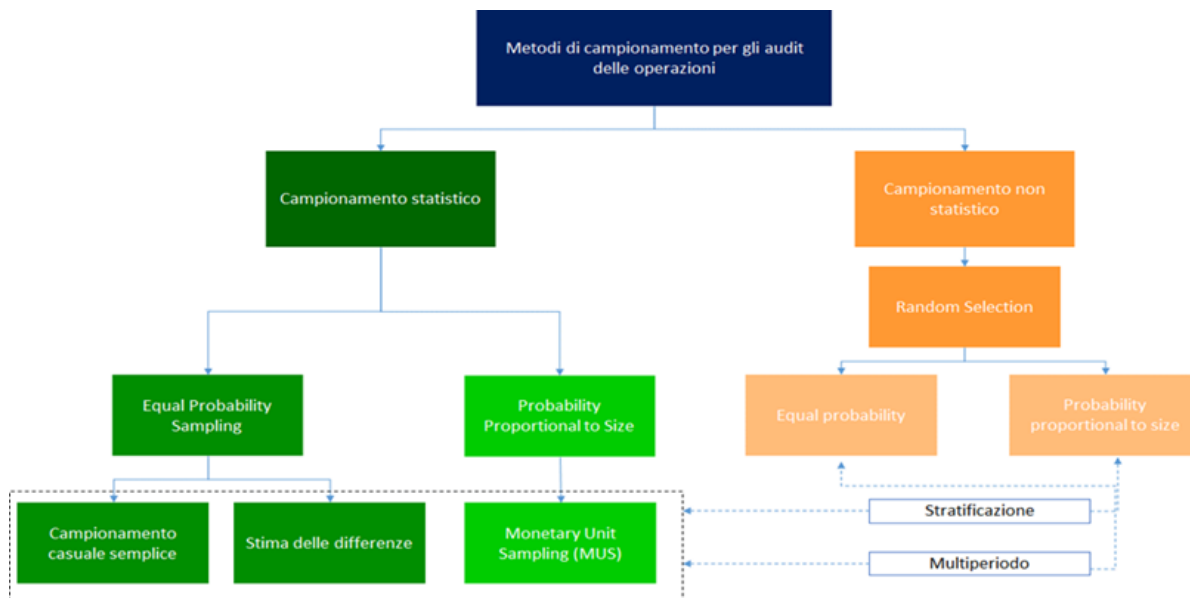 Metodi di campionamento per gli audit
delle operazioni
Campionamento statistico
Campionamento non
statistico
Random Selection
Equal Probability
Sampling
Probability
Proportional to Size
Equal probability
Probability
proportional to size
Campionamento
casuale semplice
Stima delle differenze
Monetary Unit
Sampling (MUS)
Stratificazione
Multiperiodo